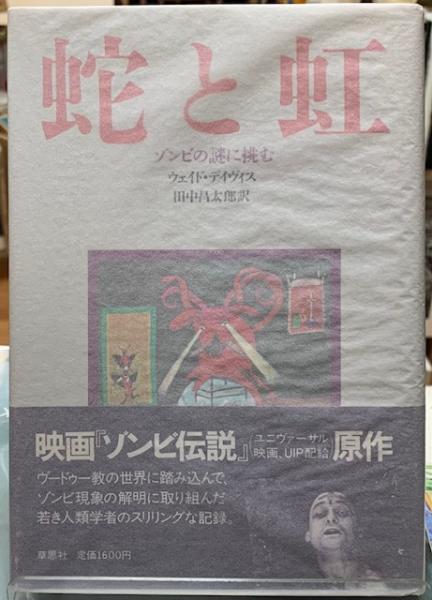 蛇と虹
ゾンビの謎に挑む
ウェイド・デイヴィス
田中昌太郎訳
映画『ゾンビ伝説』(ユニヴァーサル映画、UIP配給)原作
ヴードゥー教の世界に踏み込んで、
ゾンビ現象の解明に取り組んだ
若き人類学者のスリリングな記録。
草思社 定価1600円